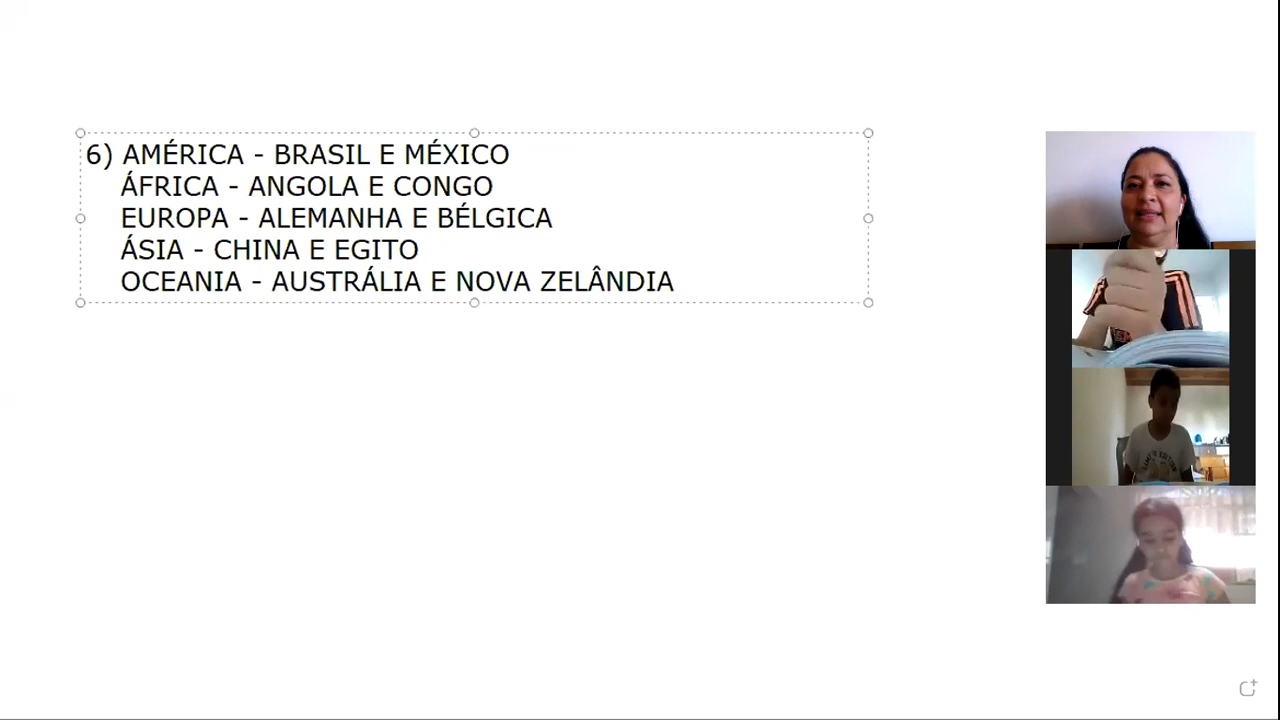 6) AMÉRICA - BRASIL E MÉXICO
ÁFRICA - ANGOLA E CONGO
EUROPA - ALEMANHA E BÉLGICA
ÁSIA - CHINA E EGITO
OCEANIA - AUSTRÁLIA E NOVA ZELÂNDIA